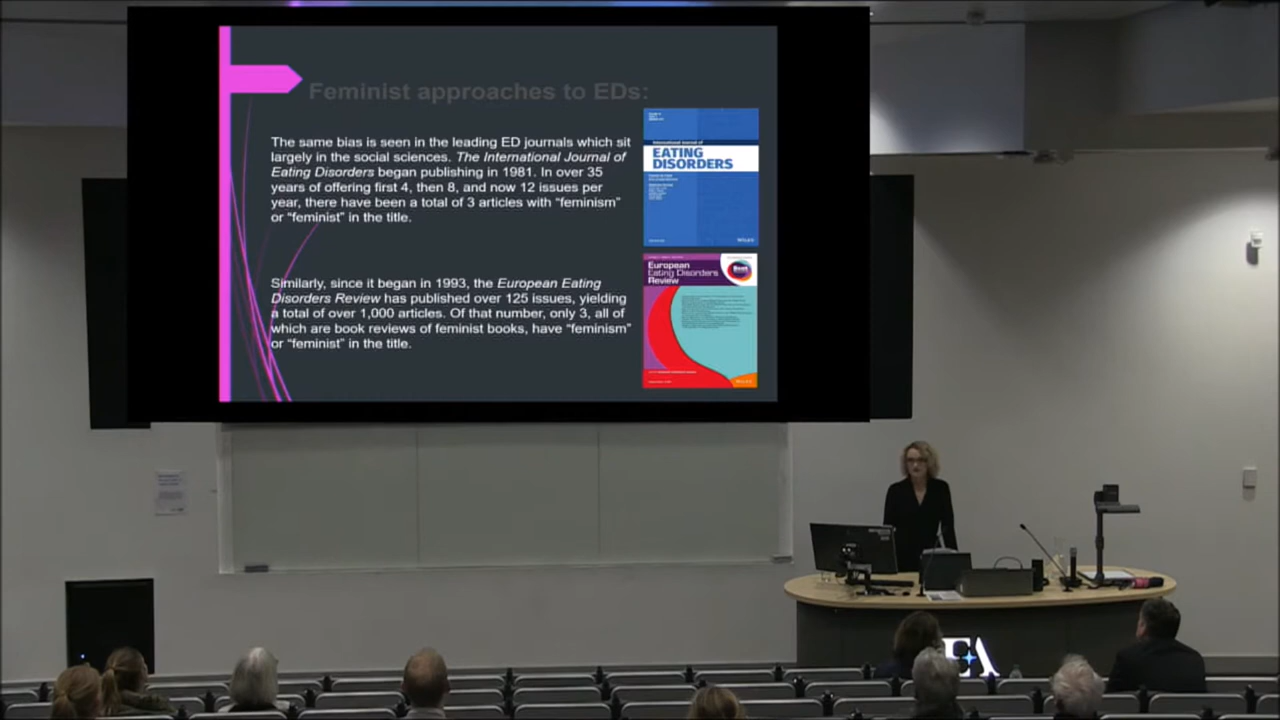 Feminist approaches to EDs:
The same bias is seen in the leading ED journals which sit
largely in the social sciences. The International Journal of
Eating Disorders began publishing in 1981. In over 35
years of offering first 4, then 8, and now 12 issues per
year, there have been a total of 3 articles with “feminism”
or “feminist” in the title.
Similarly, since it began in 1993, the European Eating
Disorders Review has published over 125 issues, yielding
a total of over 1,000 articles. Of that number, only 3, all of
which are book reviews of feminist books, have “feminism”
or “feminist” in the title.
International Journal of
EATING
DISORDERS
WILEY
European
Eating Disorders
Review
WILEY